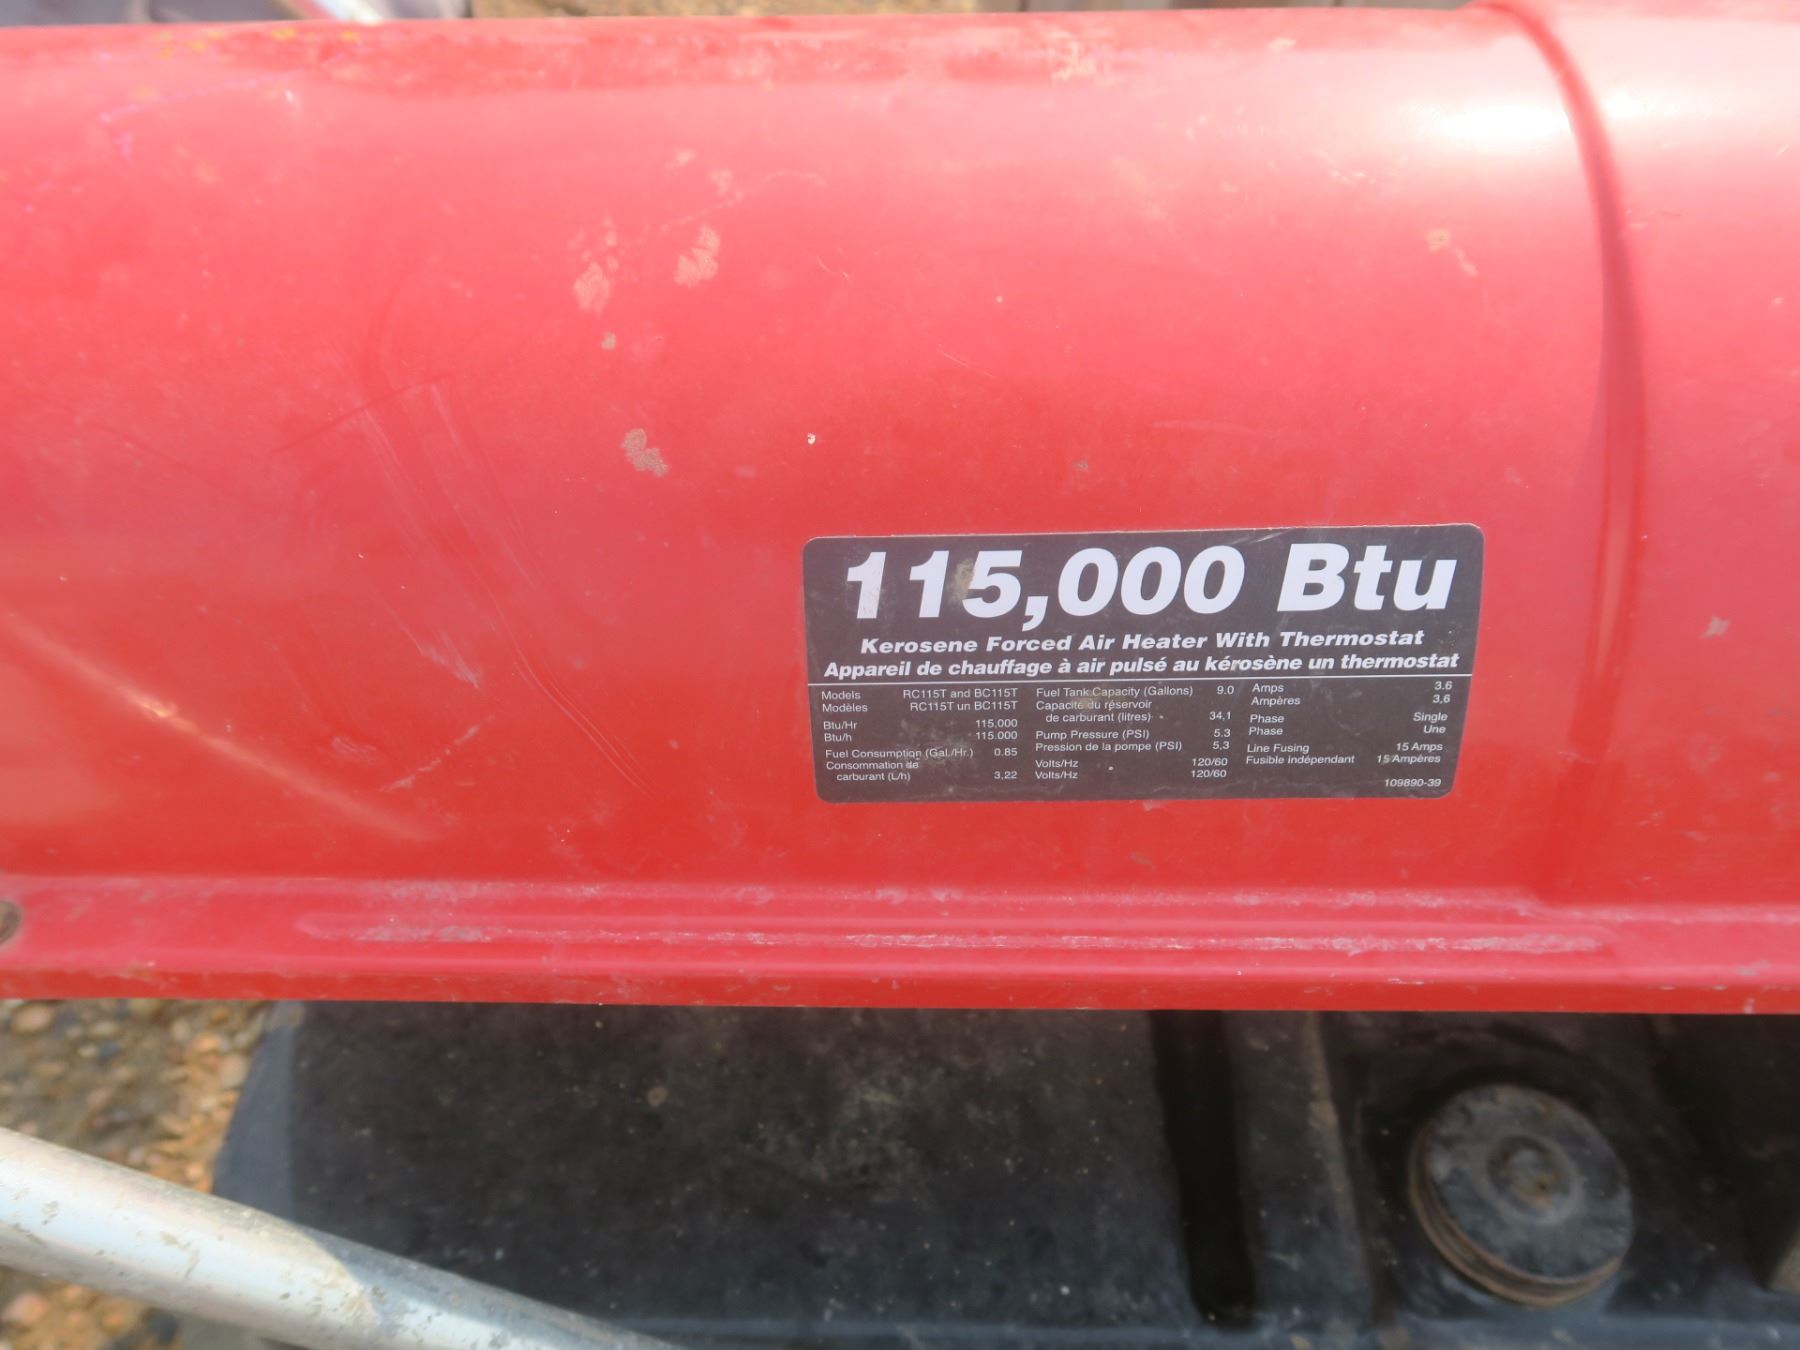 115,000 Btu
Kerosene Forced Air Heater With Thermostat
Appareil de chauffage à air pulsé au kérosène un thermostat
Models RC115T and BC115T
Modèles RC115T un BC115T
Btu/Hr 115,000
Btu/h 115.000
Fuel Consumption (Gal./Hr.) 0.85
Consommation de
carburant (L/h) 3,22
Fuel Tank Capacity (Gallons) 9.0
Capacité du réservoir
de carburant (litres) 34,1
Pump Pressure (PSI) 5.3
Pression de la pompe (PSI) 5,3
Volts/Hz 120/60
Volts/Hz 120/60
Amps 3.6
Ampères 3,6
Phase Single
Phase Une
Line Fusing 15 Amps
Fusible indépendant 15 Ampères
109890-39